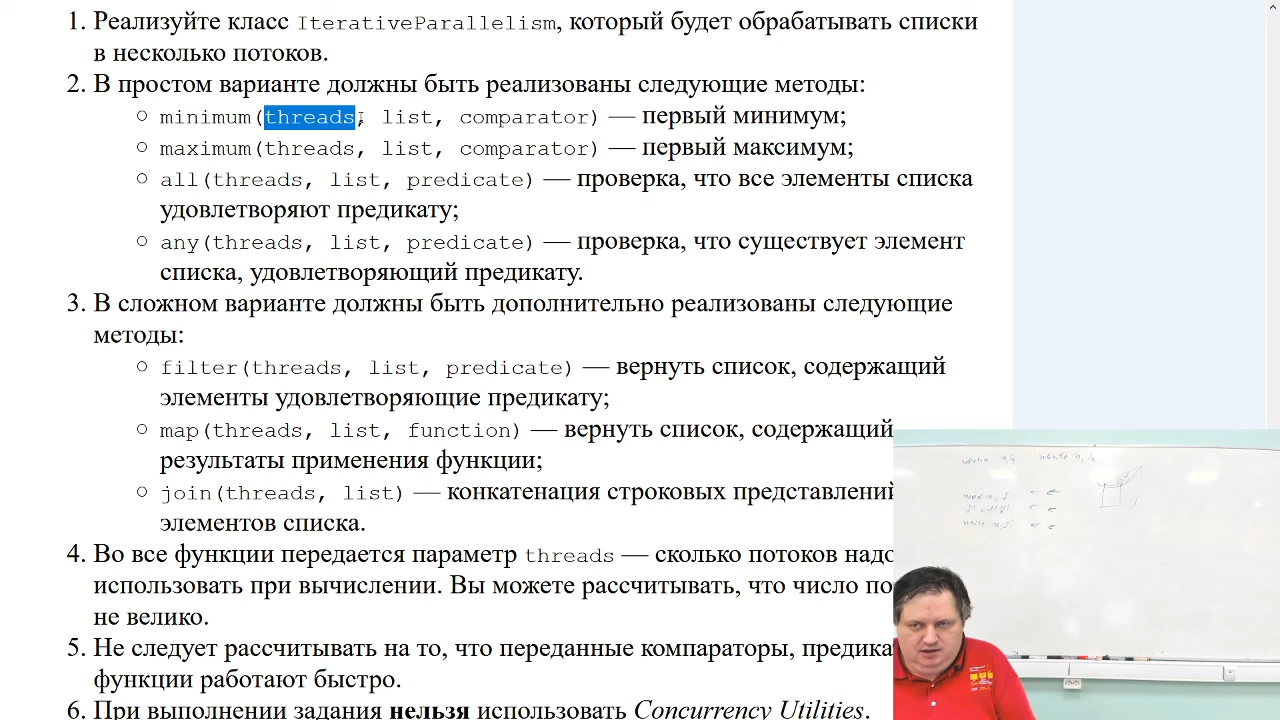 1. Реализуйте класс IterativeParallelism, который будет обрабатывать списки
в несколько потоков.
2. В простом варианте должны быть реализованы следующие методы:
○ minimum(threads, list, comparator) — первый минимум;
○ maximum(threads, list, comparator) — первый максимум;
○ all(threads, list, predicate) — проверка, что все элементы списка
удовлетворяют предикату;
○ any(threads, list, predicate) — проверка, что существует элемент
списка, удовлетворяющий предикату.
3. В сложном варианте должны быть дополнительно реализованы следующие
методы:
○ filter(threads, list, predicate) — вернуть список, содержащий
элементы удовлетворяющие предикату;
○ map(threads, list, function) — вернуть список, содержащий
результаты применения функции;
○ join(threads, list) — конкатенация строковых представлений
элементов списка.
4. Во все функции передается параметр threads — сколько потоков надо
использовать при вычислении. Вы можете рассчитывать, что число по
не велико.
5. Не следует рассчитывать на то, что переданные компараторы, предика
функции работают быстро.
6. При выполнении задания нельзя использовать Concurrency Utilities.